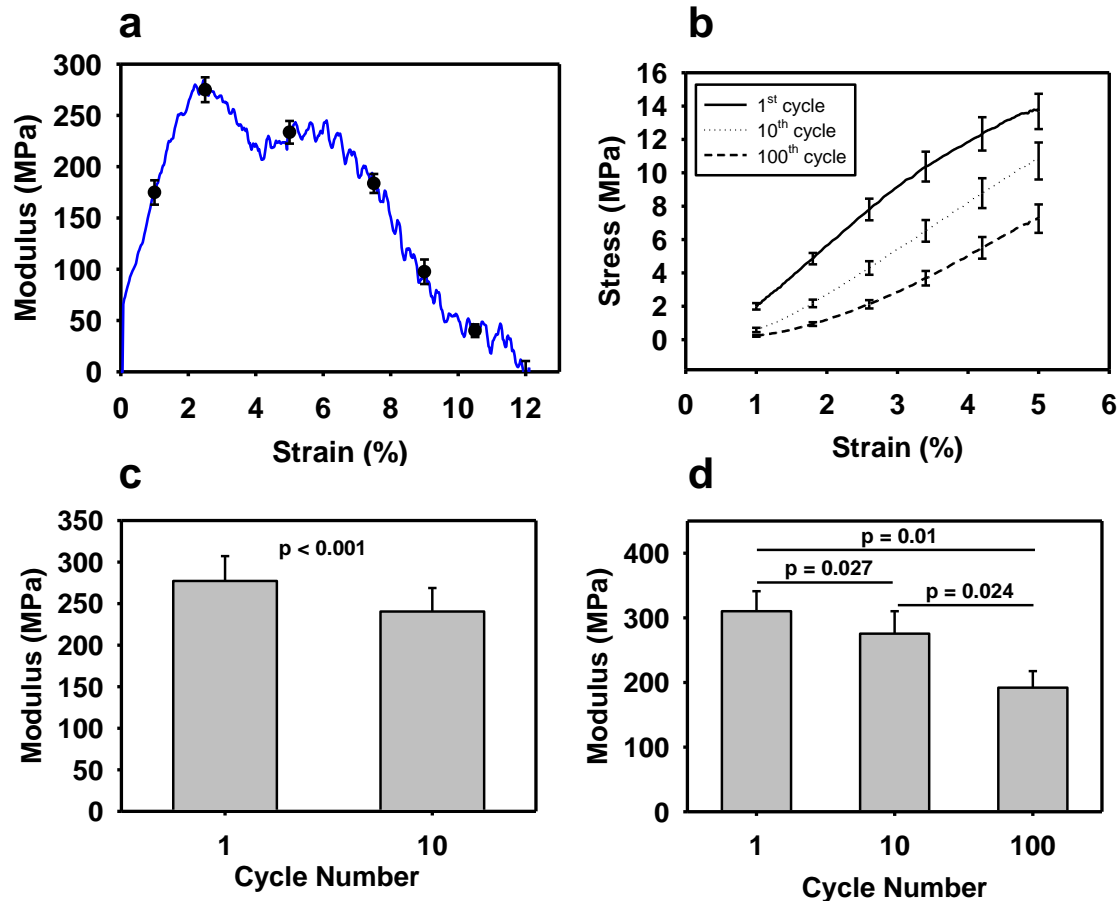 a
300
250
200
150
100
50
0
Modulus (MPa)
0 2 4 6 8 10 12
Strain (%)
b
16
14
12
10
8
6
4
2
0
Stress (MPa)
1st cycle
10th cycle
100th cycle
0 1 2 3 4 5 6
Strain (%)
c
350
300
250
200
150
100
50
0
Modulus (MPa)
p < 0.001
1 10
Cycle Number
d
400
300
200
100
0
Modulus (MPa)
p = 0.01
p = 0.027
p = 0.024
1 10 100
Cycle Number